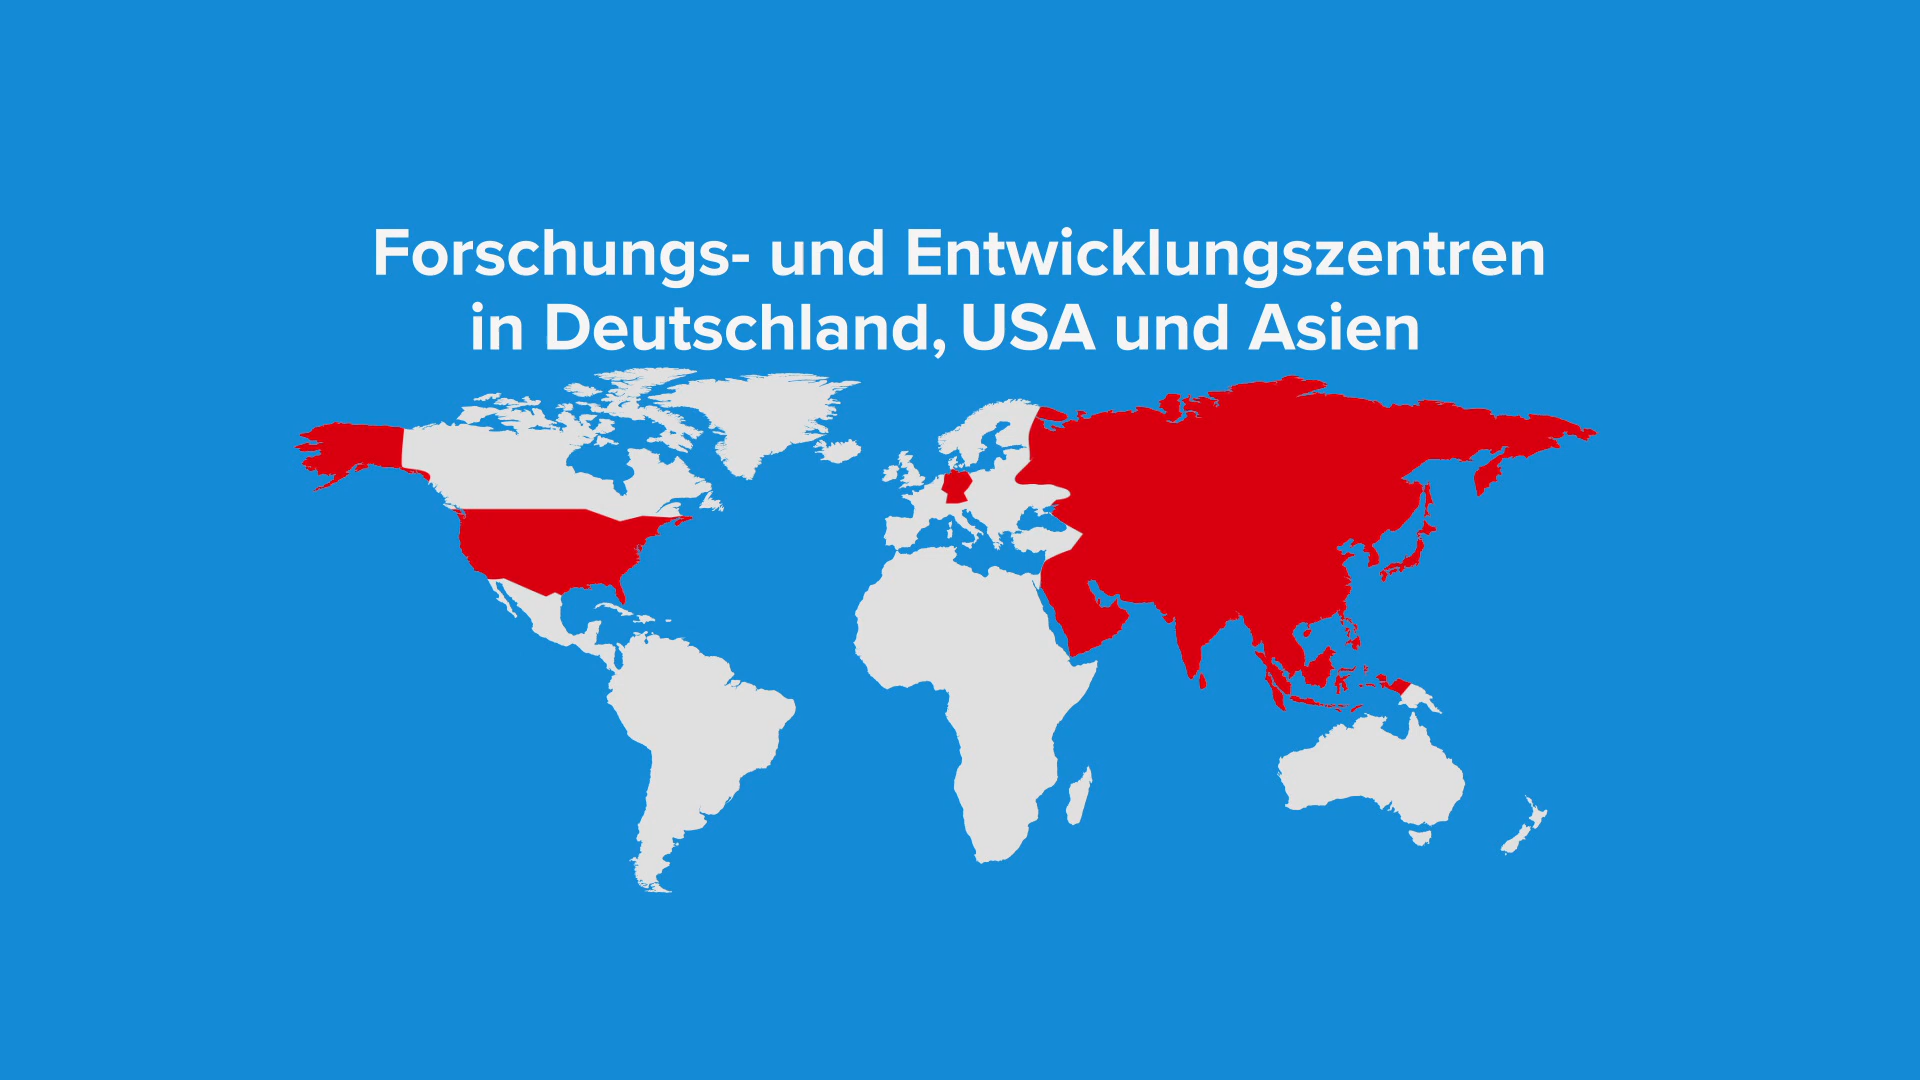 Forschungs- und Entwicklungszentren
in Deutschland, USA und Asien